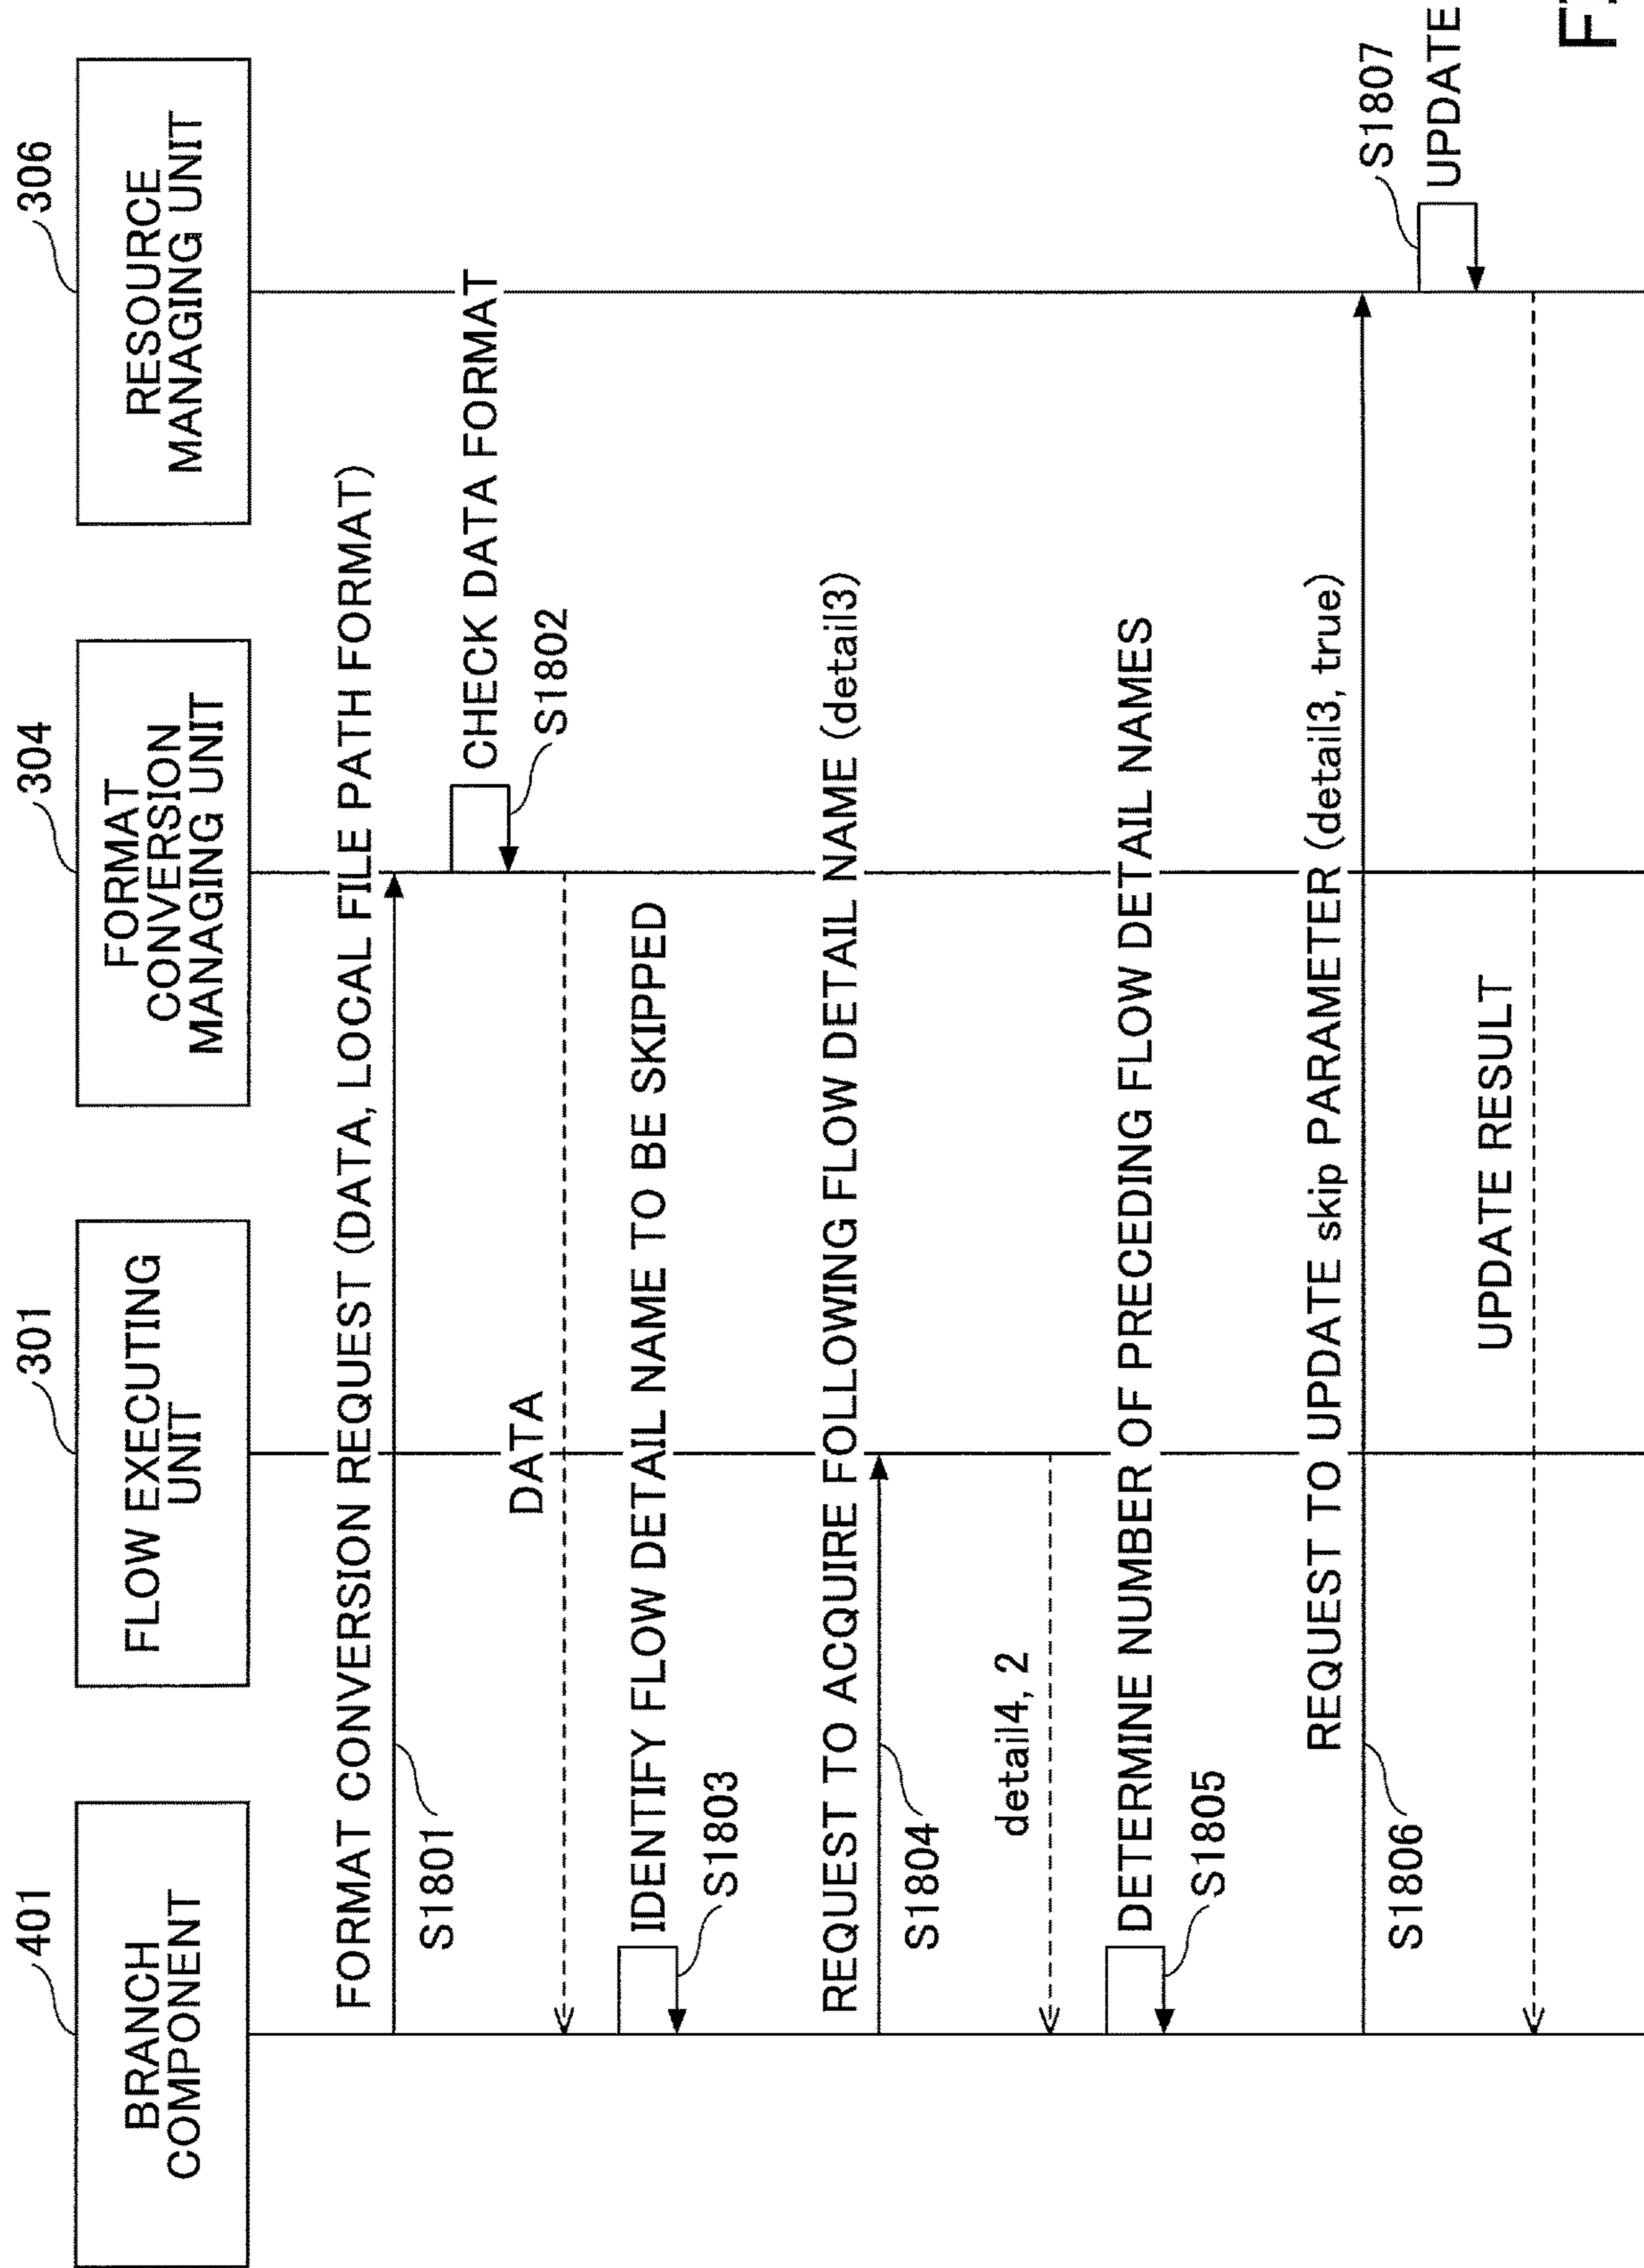 401
BRANCH
COMPONENT
301
FLOW EXECUTING
UNIT
304
FORMAT
CONVERSION
MANAGING UNIT
306
RESOURCE
MANAGING UNIT
FORMAT CONVERSION REQUEST (DATA, LOCAL FILE PATH FORMAT)
S1801
CHECK DATA FORMAT
S1802
DATA
IDENTIFY FLOW DETAIL NAME TO BE SKIPPED
S1803
REQUEST TO ACQUIRE FOLLOWING FLOW DETAIL NAME (detail3)
S1804
detail4, 2
DETERMINE NUMBER OF PRECEDING FLOW DETAIL NAMES
S1805
REQUEST TO UPDATE skip PARAMETER (detail3, true)
S1806
S1807
UPDATE
UPDATE RESULT